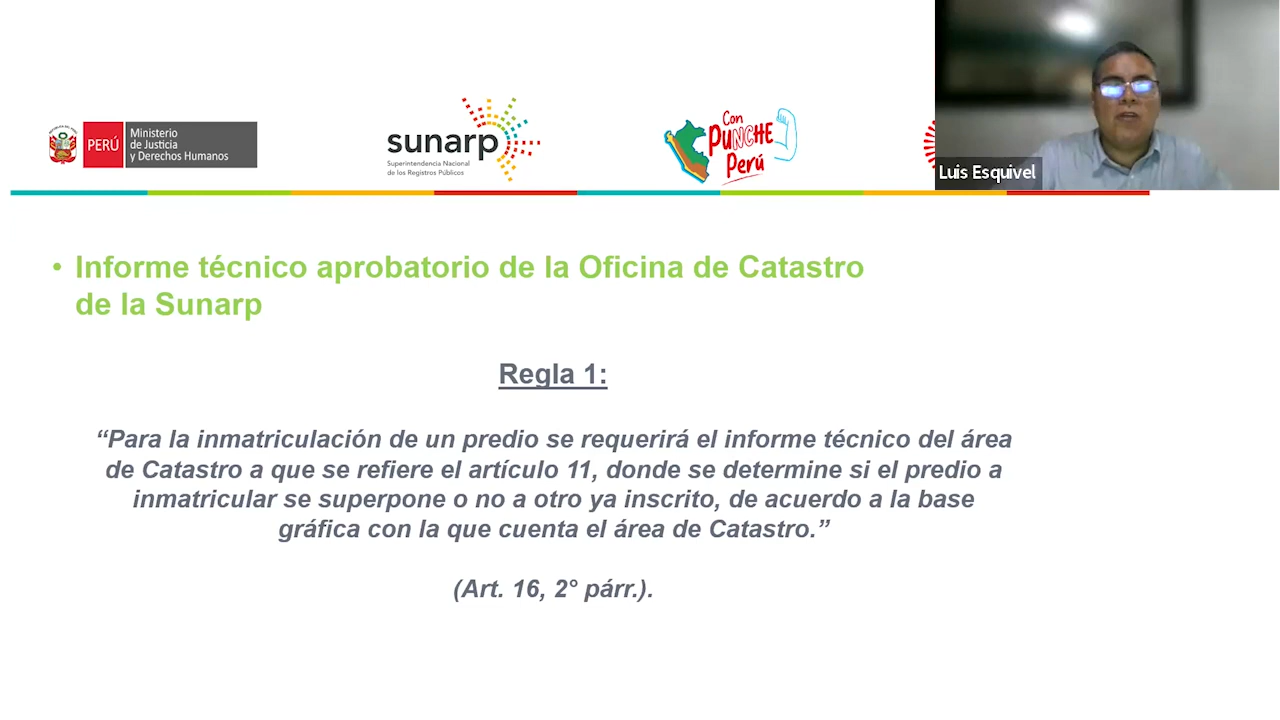 PERÚ
Ministerio
de Justicia
y Derechos Humanos
sunarp
Superintendencia Nacional
de los Registros Públicos
Con
PUNCHE
Perú
Luis Esquivel
• Informe técnico aprobatorio de la Oficina de Catastro
de la Sunarp
Regla 1:
“Para la inmatriculación de un predio se requerirá el informe técnico del área
de Catastro a que se refiere el artículo 11, donde se determine si el predio a
inmatricular se superpone o no a otro ya inscrito, de acuerdo a la base
gráfica con la que cuenta el área de Catastro.”
(Art. 16, 2° párr.).